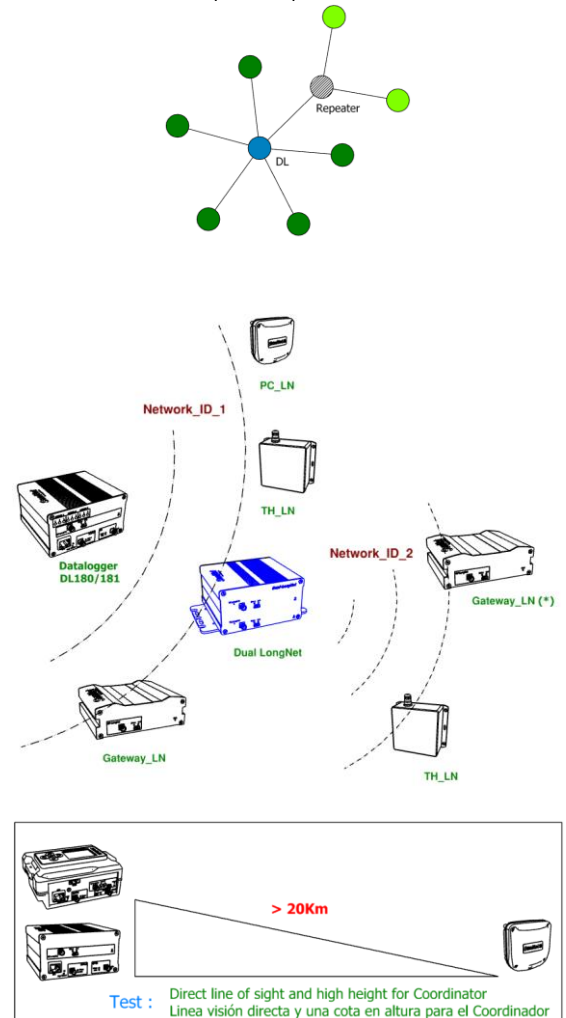 Repeater
DL
PC_LN
Network_ID_1
TH_LN
Datalogger
DL180/181
Network_ID_2
Gateway_LN (*)
Dual LongNet
Gateway_LN
TH_LN
> 20Km
Test : Direct line of sight and high height for Coordinator
Linea visión directa y una cota en altura para el Coordinador